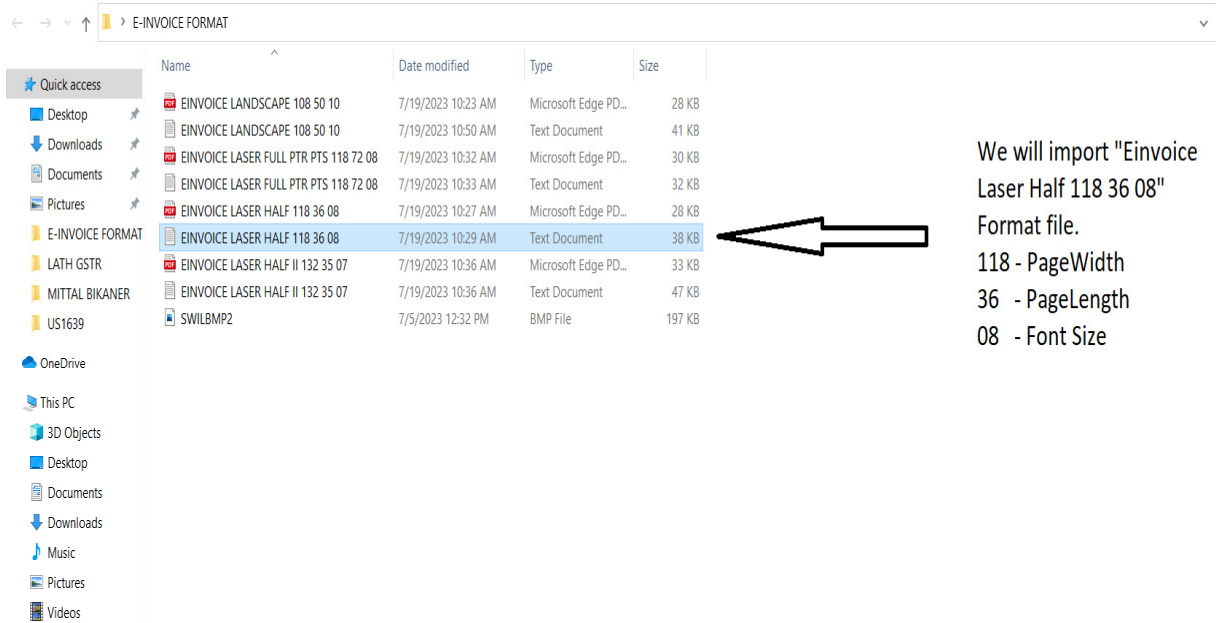 E-INVOICE FORMAT
Name Date modified Type Size
Quick access
Desktop
Downloads
Documents
Pictures
E-INVOICE FORMAT
LATH GSTR
MITTAL BIKANER
US1639
OneDrive
This PC
3D Objects
Desktop
Documents
Downloads
Music
Pictures
Videos
EINVOICE LANDSCAPE 108 50 10 7/19/2023 10:23 AM Microsoft Edge PD... 28 KB
EINVOICE LANDSCAPE 108 50 10 7/19/2023 10:50 AM Text Document 41 KB
EINVOICE LASER FULL PTR PTS 118 72 08 7/19/2023 10:32 AM Microsoft Edge PD... 30 KB
EINVOICE LASER FULL PTR PTS 118 72 08 7/19/2023 10:33 AM Text Document 32 KB
EINVOICE LASER HALF 118 36 08 7/19/2023 10:27 AM Microsoft Edge PD... 28 KB
EINVOICE LASER HALF 118 36 08 7/19/2023 10:29 AM Text Document 38 KB
EINVOICE LASER HALF II 132 35 07 7/19/2023 10:36 AM Microsoft Edge PD... 33 KB
EINVOICE LASER HALF II 132 35 07 7/19/2023 10:36 AM Text Document 47 KB
SWILBMP2 7/5/2023 12:32 PM BMP File 197 KB
We will import "Einvoice
Laser Half 118 36 08"
Format file.
118 - PageWidth
36 - PageLength
08 - Font Size